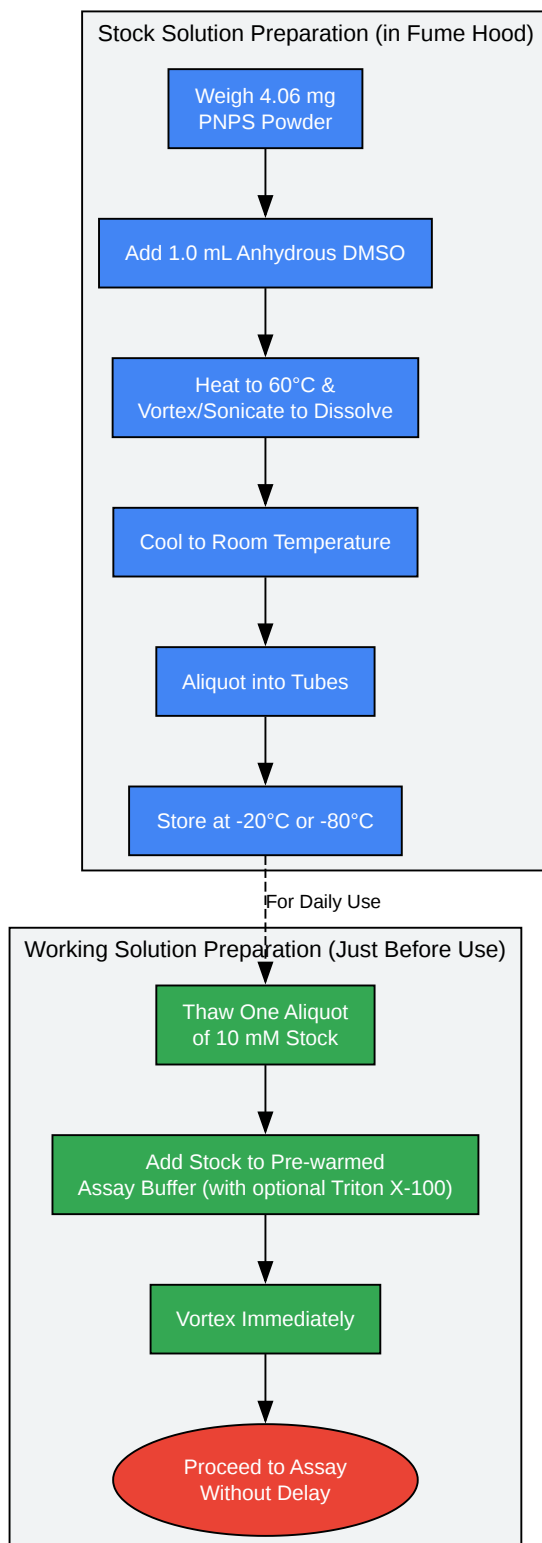 Stock Solution Preparation (in Fume Hood)
Weigh 4.06 mg
PNPS Powder
Add 1.0 mL Anhydrous DMSO
Heat to 60°C &
Vortex/Sonicate to Dissolve
Cool to Room Temperature
Aliquot into Tubes
Store at -20°C or -80°C
For Daily Use
Working Solution Preparation (Just Before Use)
Thaw One Aliquot
of 10 mM Stock
Add Stock to Pre-warmed
Assay Buffer (with optional Triton X-100)
Vortex Immediately
Proceed to Assay
Without Delay